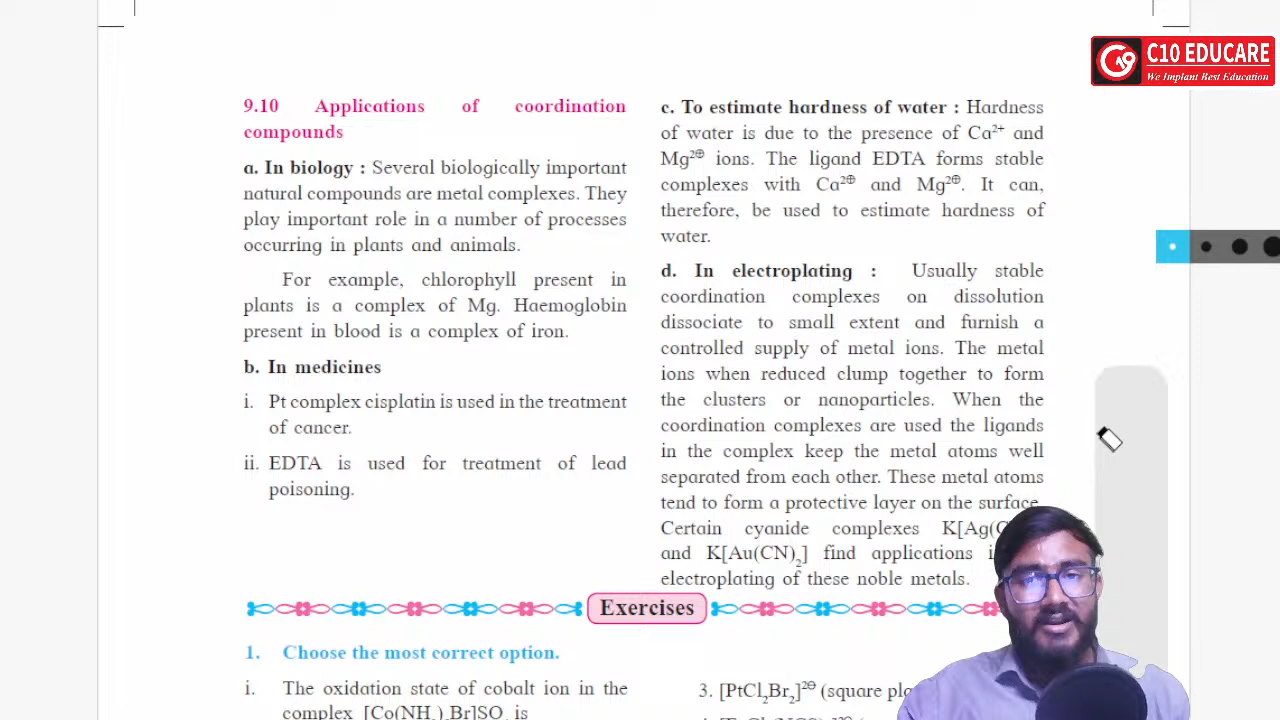 C10 EDUCARE
We Implant Best Education
9.10 Applications of coordination
compounds
a. In biology : Several biologically important
natural compounds are metal complexes. They
play important role in a number of processes
occurring in plants and animals.
For example, chlorophyll present in
plants is a complex of Mg. Haemoglobin
present in blood is a complex of iron.
b. In medicines
i. Pt complex cisplatin is used in the treatment
of cancer.
ii. EDTA is used for treatment of lead
poisoning.
c. To estimate hardness of water : Hardness
of water is due to the presence of Ca²⁺ and
Mg²⊕ ions. The ligand EDTA forms stable
complexes with Ca²⊕ and Mg²⊕. It can,
therefore, be used to estimate hardness of
water.
d. In electroplating : Usually stable
coordination complexes on dissolution
dissociate to small extent and furnish a
controlled supply of metal ions. The metal
ions when reduced clump together to form
the clusters or nanoparticles. When the
coordination complexes are used the ligands
in the complex keep the metal atoms well
separated from each other. These metal atoms
tend to form a protective layer on the surface.
Certain cyanide complexes K[Ag(
and K[Au(CN)₂] find applications
electroplating of these noble metals.
Exercises
1. Choose the most correct option.
i. The oxidation state of cobalt ion in the
complex [Co(NH₃)₅Br]SO₄ is
3. [PtCl₂Br₂]²⊖ (square